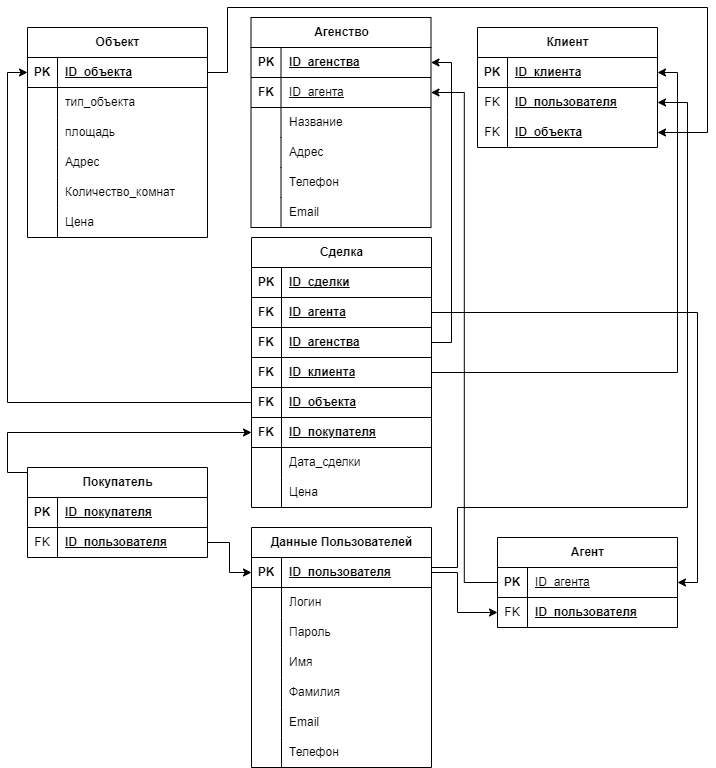 Объект
PK ID_объекта
тип_объекта
площадь
Адрес
Количество_комнат
Цена
Агенство
PK ID_агенства
FK ID_агента
Название
Адрес
Телефон
Email
Клиент
PK ID_клиента
FK ID_пользователя
FK ID_объекта
Сделка
PK ID_сделки
FK ID_агента
FK ID_агенства
FK ID_клиента
FK ID_объекта
FK ID_покупателя
Дата_сделки
Цена
Покупатель
PK ID_покупателя
FK ID_пользователя
Данные Пользователей
PK ID_пользователя
Логин
Пароль
Имя
Фамилия
Email
Телефон
Агент
PK ID_агента
FK ID_пользователя